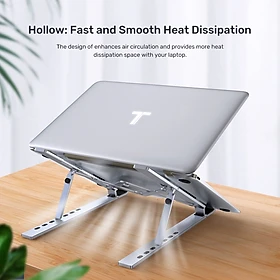 Hollow: Fast and Smooth Heat Dissipation
The design of enhances air circulation and provides more heat
dissipation space with your laptop.
T